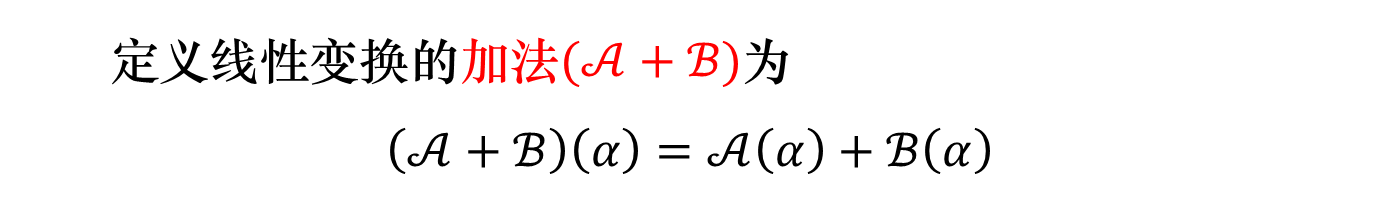 定义线性变换的加法(𝒜 + ℬ)为
(𝒜 + ℬ)(α) = 𝒜(α) + ℬ(α)